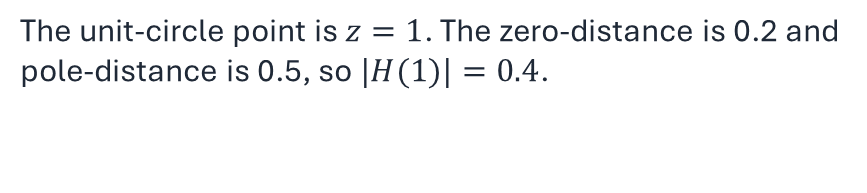 The unit-circle point is z = 1. The zero-distance is 0.2 and
pole-distance is 0.5, so |H(1)| = 0.4.